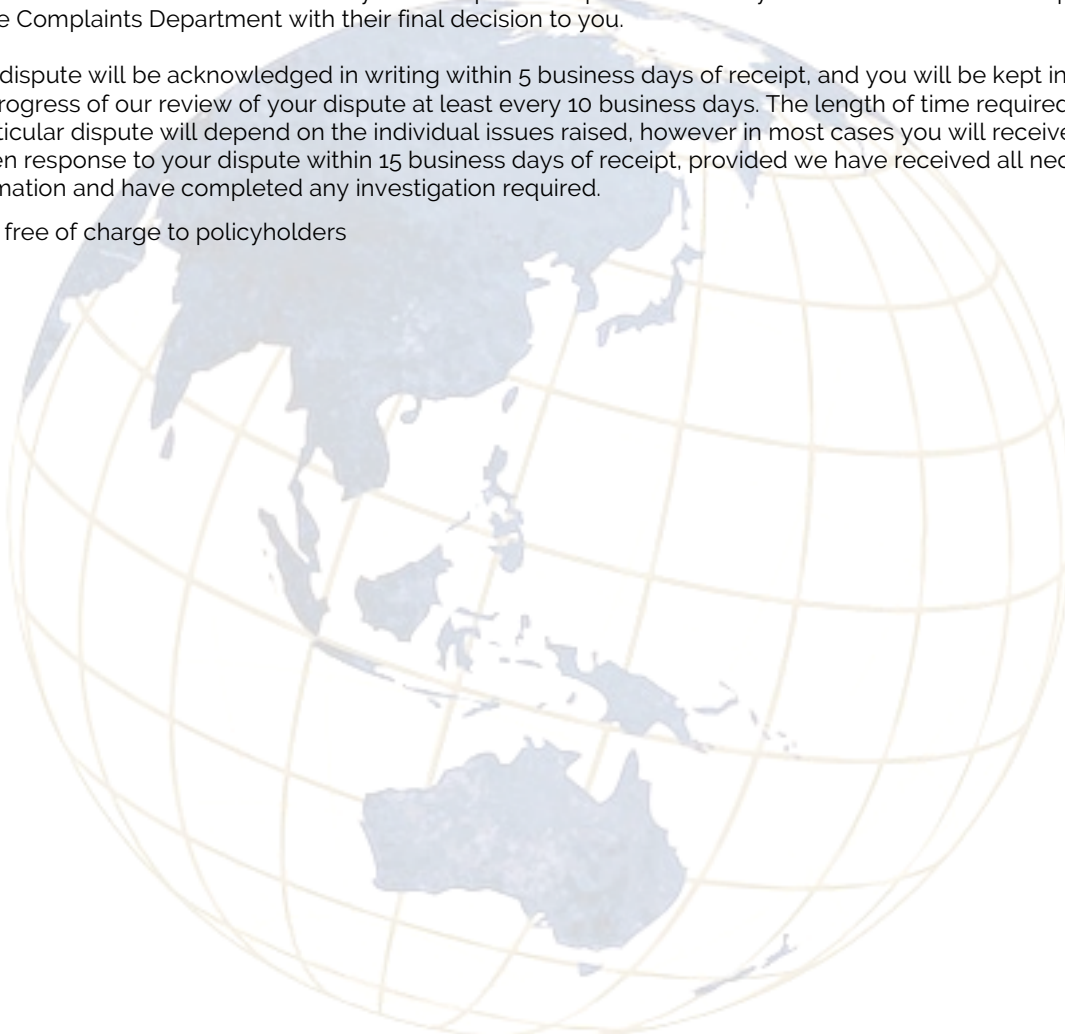 e Complaints Department with their final decision to you.
dispute will be acknowledged in writing within 5 business days of receipt, and you will be kept in
rogress of our review of your dispute at least every 10 business days. The length of time required
ticular dispute will depend on the individual issues raised, however in most cases you will receive
en response to your dispute within 15 business days of receipt, provided we have received all nec
mation and have completed any investigation required.
free of charge to policyholders